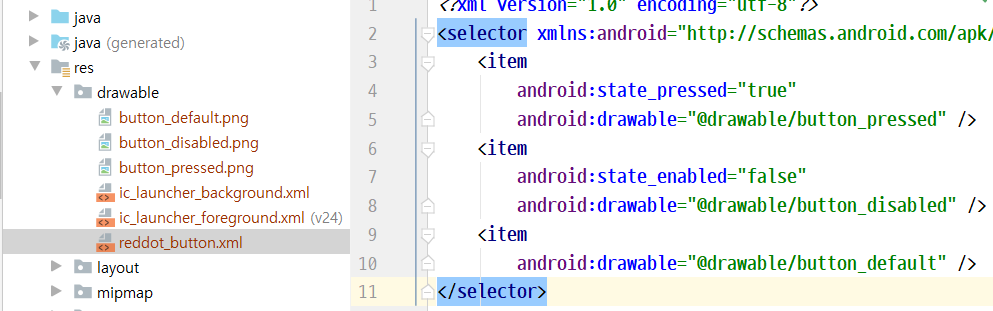 java
java (generated)
res
drawable
button_default.png
button_disabled.png
button_pressed.png
ic_launcher_background.xml
ic_launcher_foreground.xml (v24)
reddot_button.xml
layout
mipmap
1 <?xml version="1.0" encoding="utf-8"?>
2 <selector xmlns:android="http://schemas.android.com/apk/
3 <item
4 android:state_pressed="true"
5 android:drawable="@drawable/button_pressed" />
6 <item
7 android:state_enabled="false"
8 android:drawable="@drawable/button_disabled" />
9 <item
10 android:drawable="@drawable/button_default" />
11 </selector>